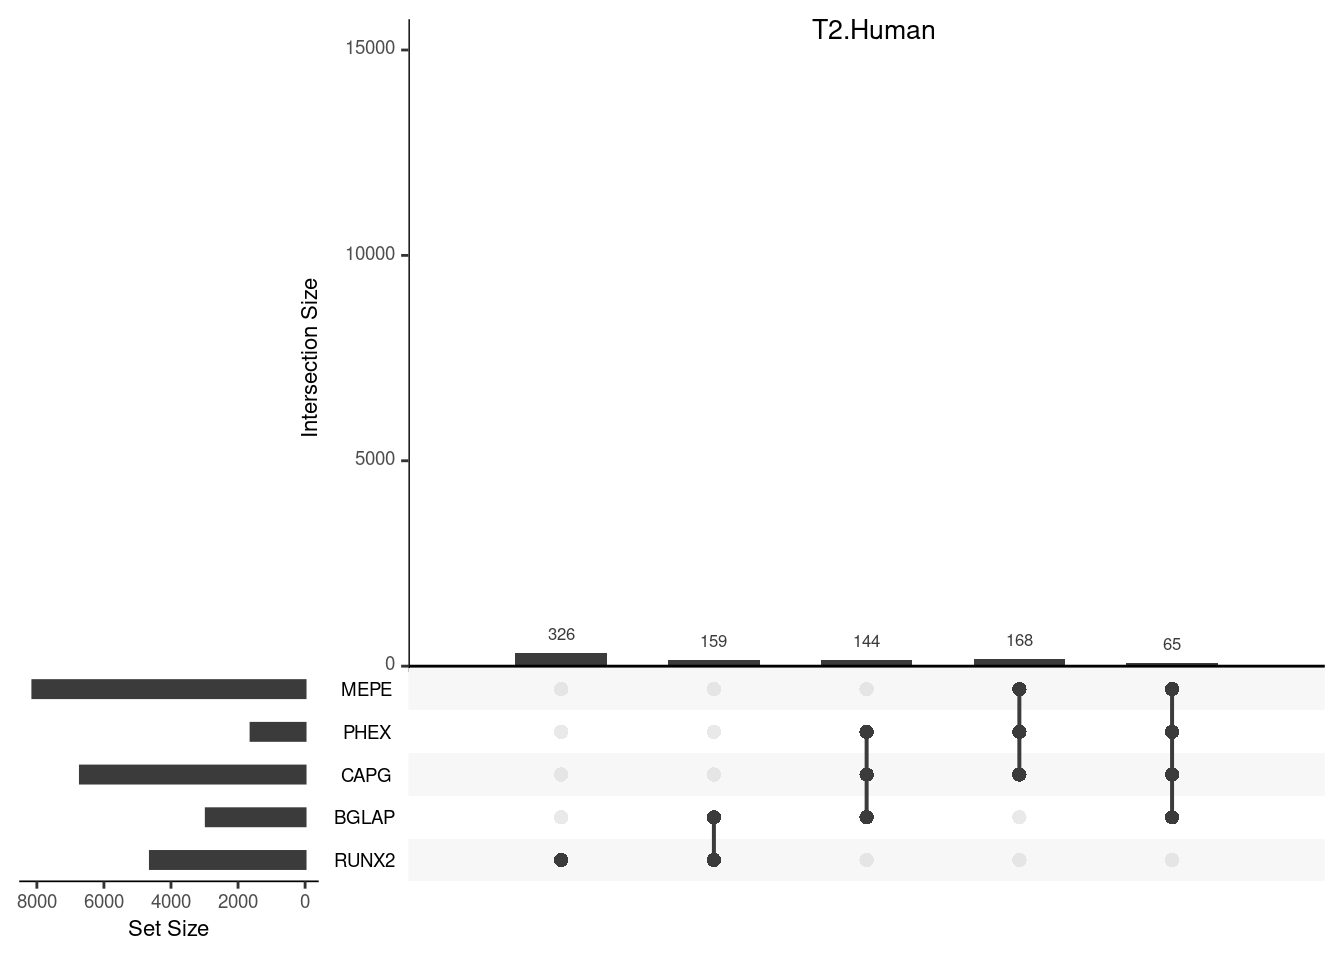 T2.Human
15000
10000
5000
0
Intersection Size
326
159
144
168
65
MEPE
PHEX
CAPG
BGLAP
RUNX2
8000 6000 4000 2000 0
Set Size